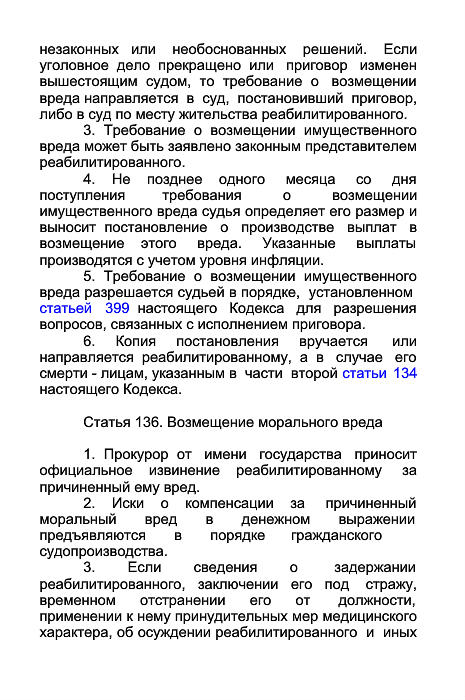 незаконных или необоснованных решений. Если
уголовное дело прекращено или приговор изменен
вышестоящим судом, то требование о возмещении
вреда направляется в суд, постановивший приговор,
либо в суд по месту жительства реабилитированного.
3. Требование о возмещении имущественного
вреда может быть заявлено законным представителем
реабилитированного.
4. Не позднее одного месяца со дня
поступления требования о возмещении
имущественного вреда судья определяет его размер и
выносит постановление о производстве выплат в
возмещение этого вреда. Указанные выплаты
производятся с учетом уровня инфляции.
5. Требование о возмещении имущественного
вреда разрешается судьей в порядке, установленном
статьей 399 настоящего Кодекса для разрешения
вопросов, связанных с исполнением приговора.
6. Копия постановления вручается или
направляется реабилитированному, а в случае его
смерти - лицам, указанным в части второй статьи 134
настоящего Кодекса.
Статья 136. Возмещение морального вреда
1. Прокурор от имени государства приносит
официальное извинение реабилитированному за
причиненный ему вред.
2. Иски о компенсации за причиненный
моральный вред в денежном выражении
предъявляются в порядке гражданского
судопроизводства.
3. Если сведения о задержании
реабилитированного, заключении его под стражу,
временном отстранении его от должности,
применении к нему принудительных мер медицинского
характера, об осуждении реабилитированного и иных